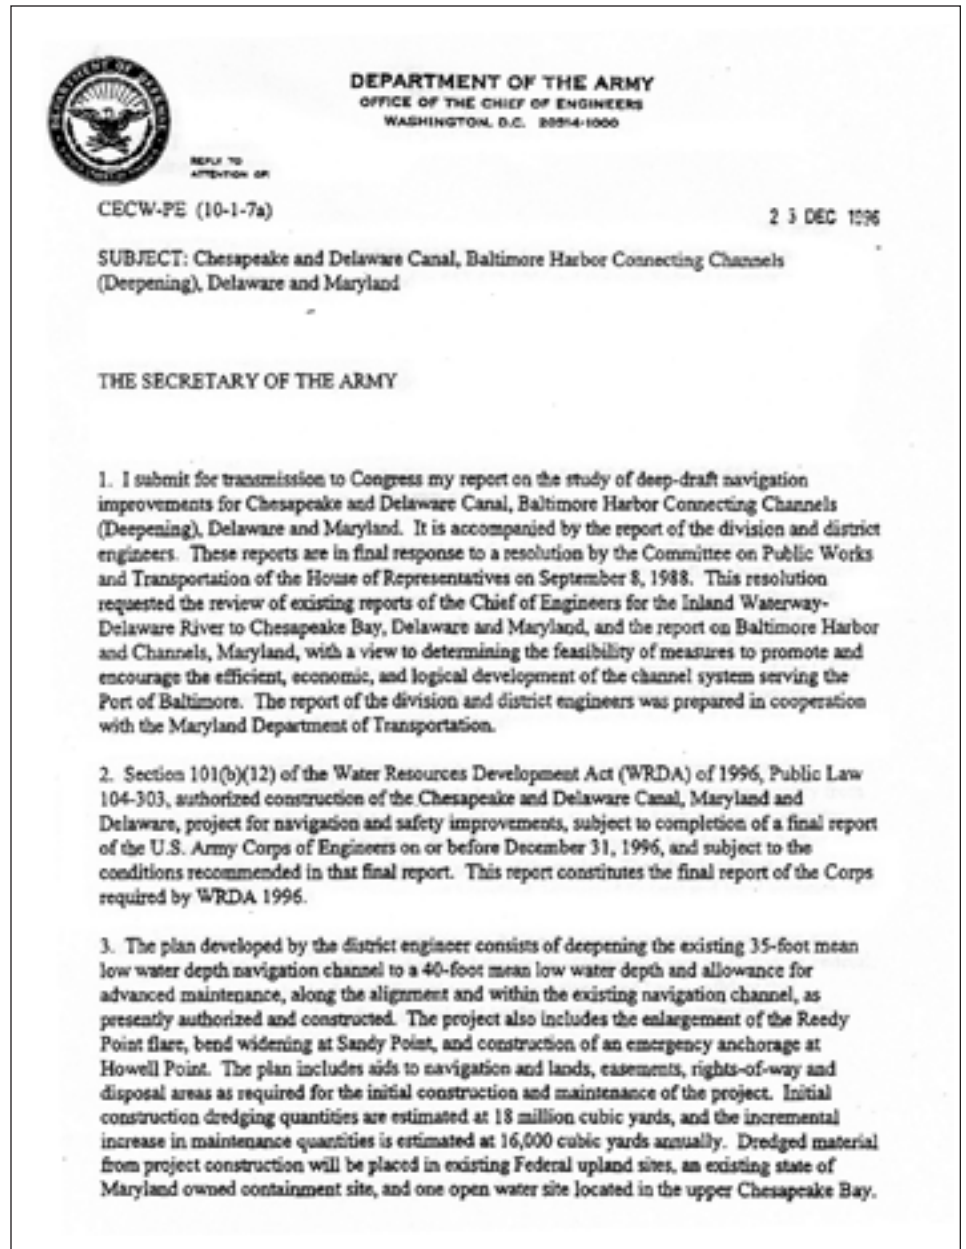 DEPARTMENT OF THE ARMY
OFFICE OF THE CHIEF OF ENGINEERS
WASHINGTON, D.C. 20314-1000
REPLY TO
ATTENTION OF:
CECW-PE (10-1-7a)
2 3 DEC 1996
SUBJECT: Chesapeake and Delaware Canal, Baltimore Harbor Connecting Channels
(Deepening), Delaware and Maryland
THE SECRETARY OF THE ARMY
1. I submit for transmission to Congress my report on the study of deep-draft navigation
improvements for Chesapeake and Delaware Canal, Baltimore Harbor Connecting Channels
(Deepening), Delaware and Maryland. It is accompanied by the report of the division and district
engineers. These reports are in final response to a resolution by the Committee on Public Works
and Transportation of the House of Representatives on September 8, 1988. This resolution
requested the review of existing reports of the Chief of Engineers for the Inland Waterway-
Delaware River to Chesapeake Bay, Delaware and Maryland, and the report on Baltimore Harbor
and Channels, Maryland, with a view to determining the feasibility of measures to promote and
encourage the efficient, economic, and logical development of the channel system serving the
Port of Baltimore. The report of the division and district engineers was prepared in cooperation
with the Maryland Department of Transportation.
2. Section 101(b)(12) of the Water Resources Development Act (WRDA) of 1996, Public Law
104-303, authorized construction of the Chesapeake and Delaware Canal, Maryland and
Delaware, project for navigation and safety improvements, subject to completion of a final report
of the U.S. Army Corps of Engineers on or before December 31, 1996, and subject to the
conditions recommended in that final report. This report constitutes the final report of the Corps
required by WRDA 1996.
3. The plan developed by the district engineer consists of deepening the existing 35-foot mean
low water depth navigation channel to a 40-foot mean low water depth and allowance for
advanced maintenance, along the alignment and within the existing navigation channel, as
presently authorized and constructed. The project also includes the enlargement of the Reedy
Point flare, bend widening at Sandy Point, and construction of an emergency anchorage at
Howell Point. The plan includes aids to navigation and lands, easements, rights-of-way and
disposal areas as required for the initial construction and maintenance of the project. Initial
construction dredging quantities are estimated at 18 million cubic yards, and the incremental
increase in maintenance quantities is estimated at 16,000 cubic yards annually. Dredged material
from project construction will be placed in existing Federal upland sites, an existing state of
Maryland owned containment site, and one open water site located in the upper Chesapeake Bay.